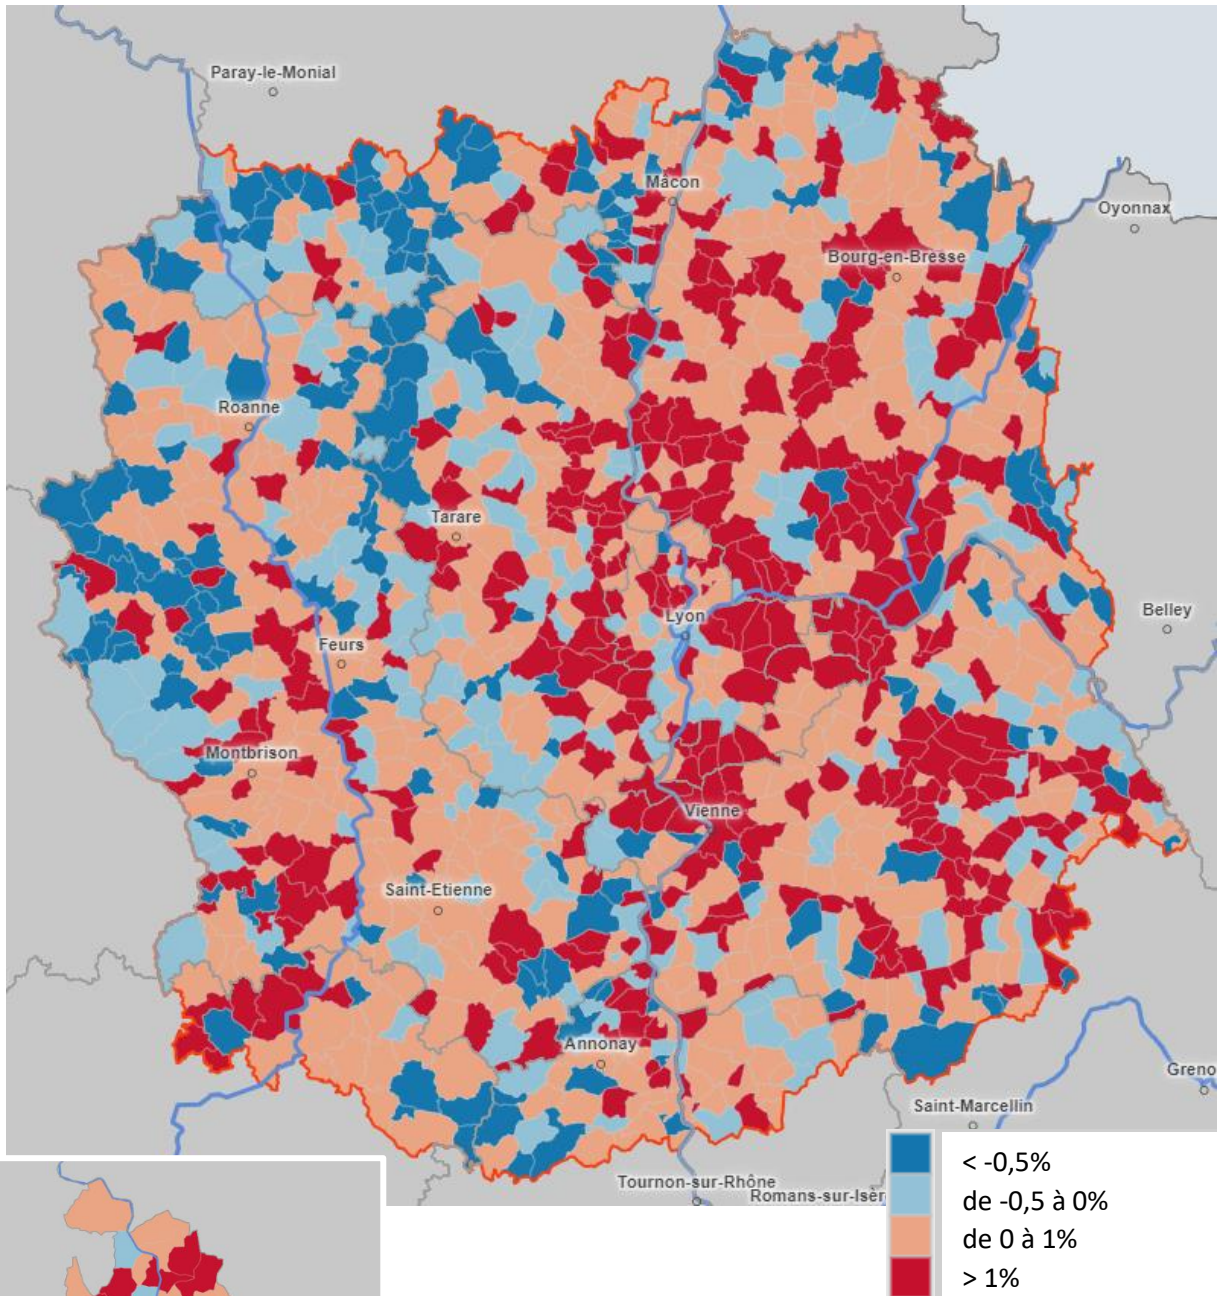 Paray-le-Monial
Mâcon
Oyonnax
Bourg-en-Bresse
Roanne
Tarare
Belley
Lyon
Feurs
Montbrison
Vienne
Saint-Etienne
Annonay
Greno
Saint-Marcellin
Tournon-sur-Rhône
Romans-sur-Isèr
< -0,5%
de -0,5 à 0%
de 0 à 1%
> 1%